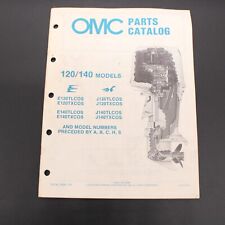 OMC PARTS
CATALOG
120/140 MODELS
E120TLCOS J120TLCOS
E120TXCOS J120TXCOS
E140TLCOS J140TLCOS
E140TXCOS J140TXCOS
AND MODEL NUMBERS
PRECEDED BY A, B, C, H, S